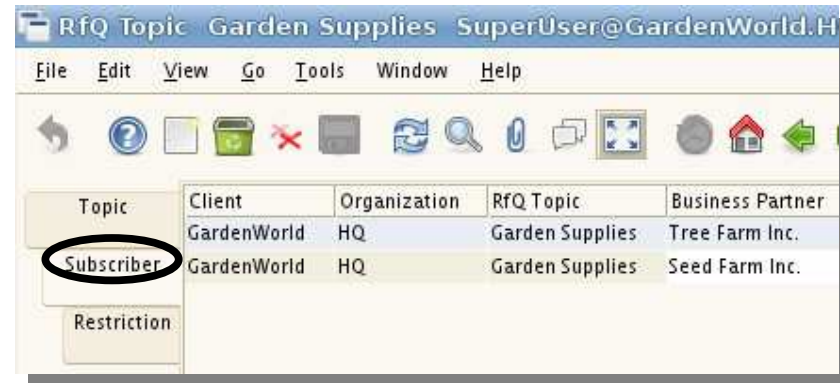 RfQ Topic Garden Supplies SuperUser@GardenWorld.H
File Edit View Go Tools Window Help
Topic
Subscriber
Restriction
Client Organization RfQ Topic Business Partner
GardenWorld HQ Garden Supplies Tree Farm Inc.
GardenWorld HQ Garden Supplies Seed Farm Inc.